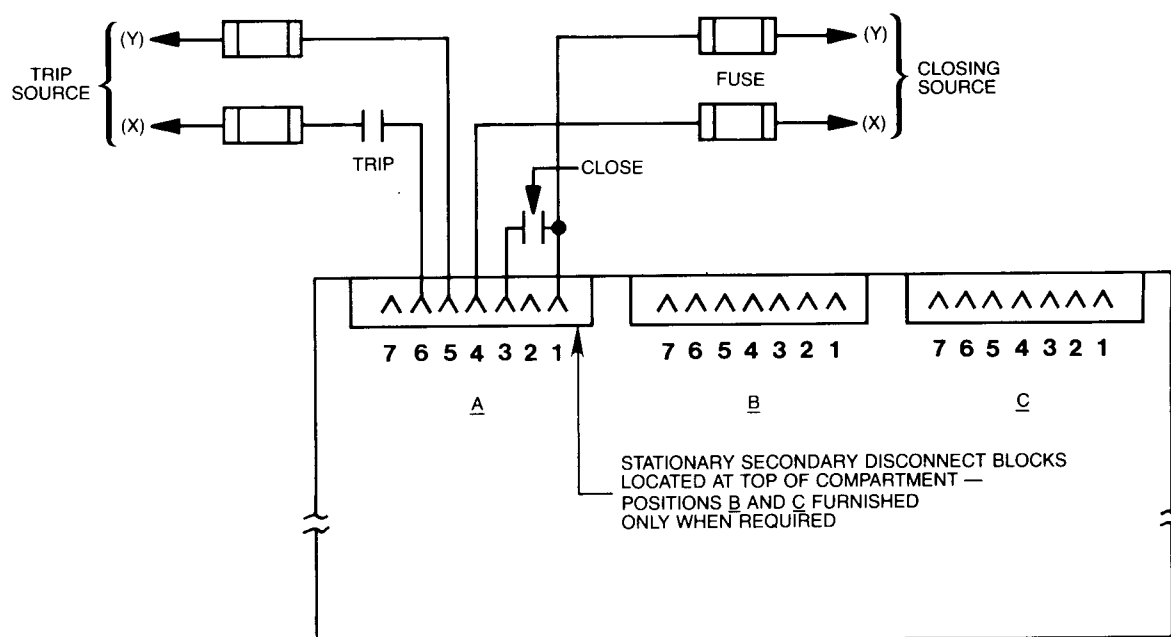 (Y)
(Y)
TRIP
SOURCE
FUSE
CLOSING
SOURCE
(X)
(X)
TRIP
CLOSE
7 6 5 4 3 2 1
7 6 5 4 3 2 1
7 6 5 4 3 2 1
A
B
C
STATIONARY SECONDARY DISCONNECT BLOCKS
LOCATED AT TOP OF COMPARTMENT —
POSITIONS B AND C FURNISHED
ONLY WHEN REQUIRED